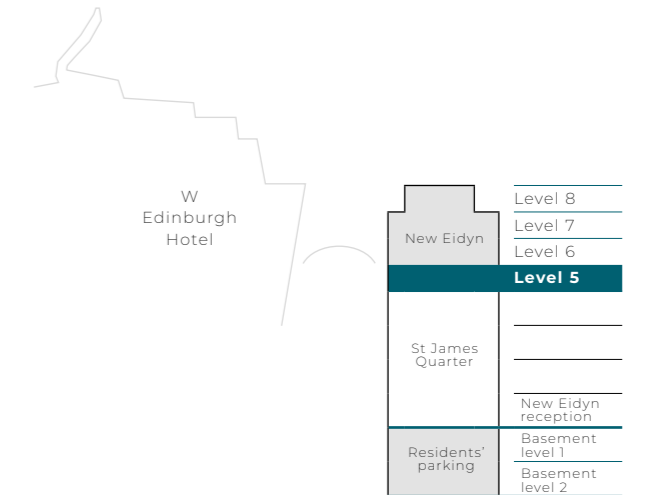 W
Edinburgh
Hotel
Level 8
Level 7
New Eidyn
Level 6
Level 5
St James
Quarter
New Eidyn
reception
Residents'
parking
Basement
level 1
Basement
level 2